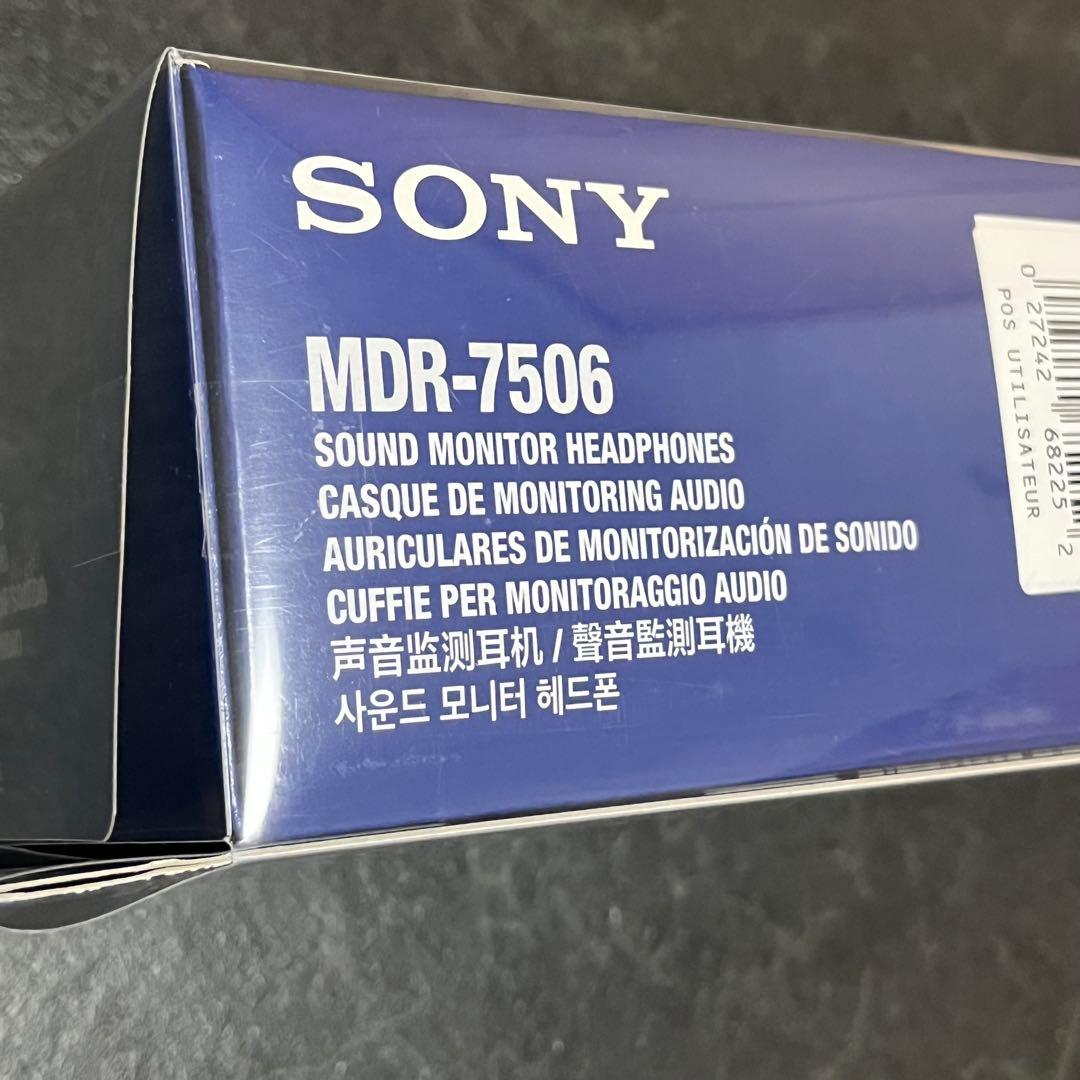 SONY
MDR-7506
SOUND MONITOR HEADPHONES
CASQUE DE MONITORING AUDIO
AURICULARES DE MONITORIZACIÓN DE SONIDO
CUFFIE PER MONITORAGGIO AUDIO
声音监测耳机 / 聲音監測耳機
사운드 모니터 헤드폰
0 27242 68225 2
POS UTILISATEUR